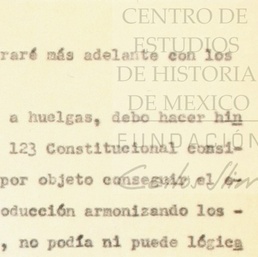 CENTRO DE
ESTUDIOS
DE HISTORIA
DE MEXICO
FUNDACIÓN
raré más adelante con los
a huelgas, debo hacer hin
123 Constitucional consi-
por objeto conseguir el e-
oducción armonizando los -
, no podía ni puede lógica